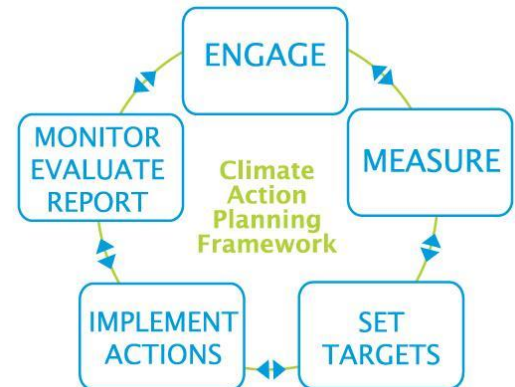 ENGAGE
MEASURE
SET
TARGETS
IMPLEMENT
ACTIONS
MONITOR
EVALUATE
REPORT
Climate
Action
Planning
Framework